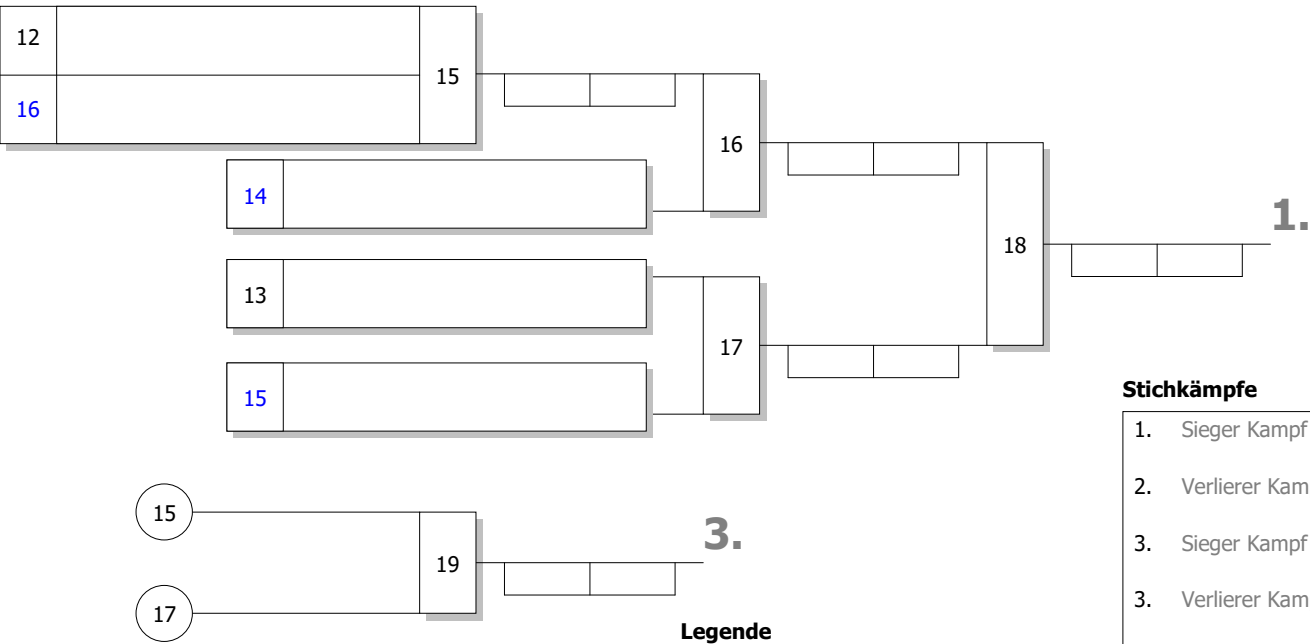 12
15
16
16
14
1.
18
13
17
15
Stichkämpfe
1. Sieger Kampf
2. Verlierer Kam
3. Sieger Kampf
3. Verlierer Kam
15
3.
19
17
Legende